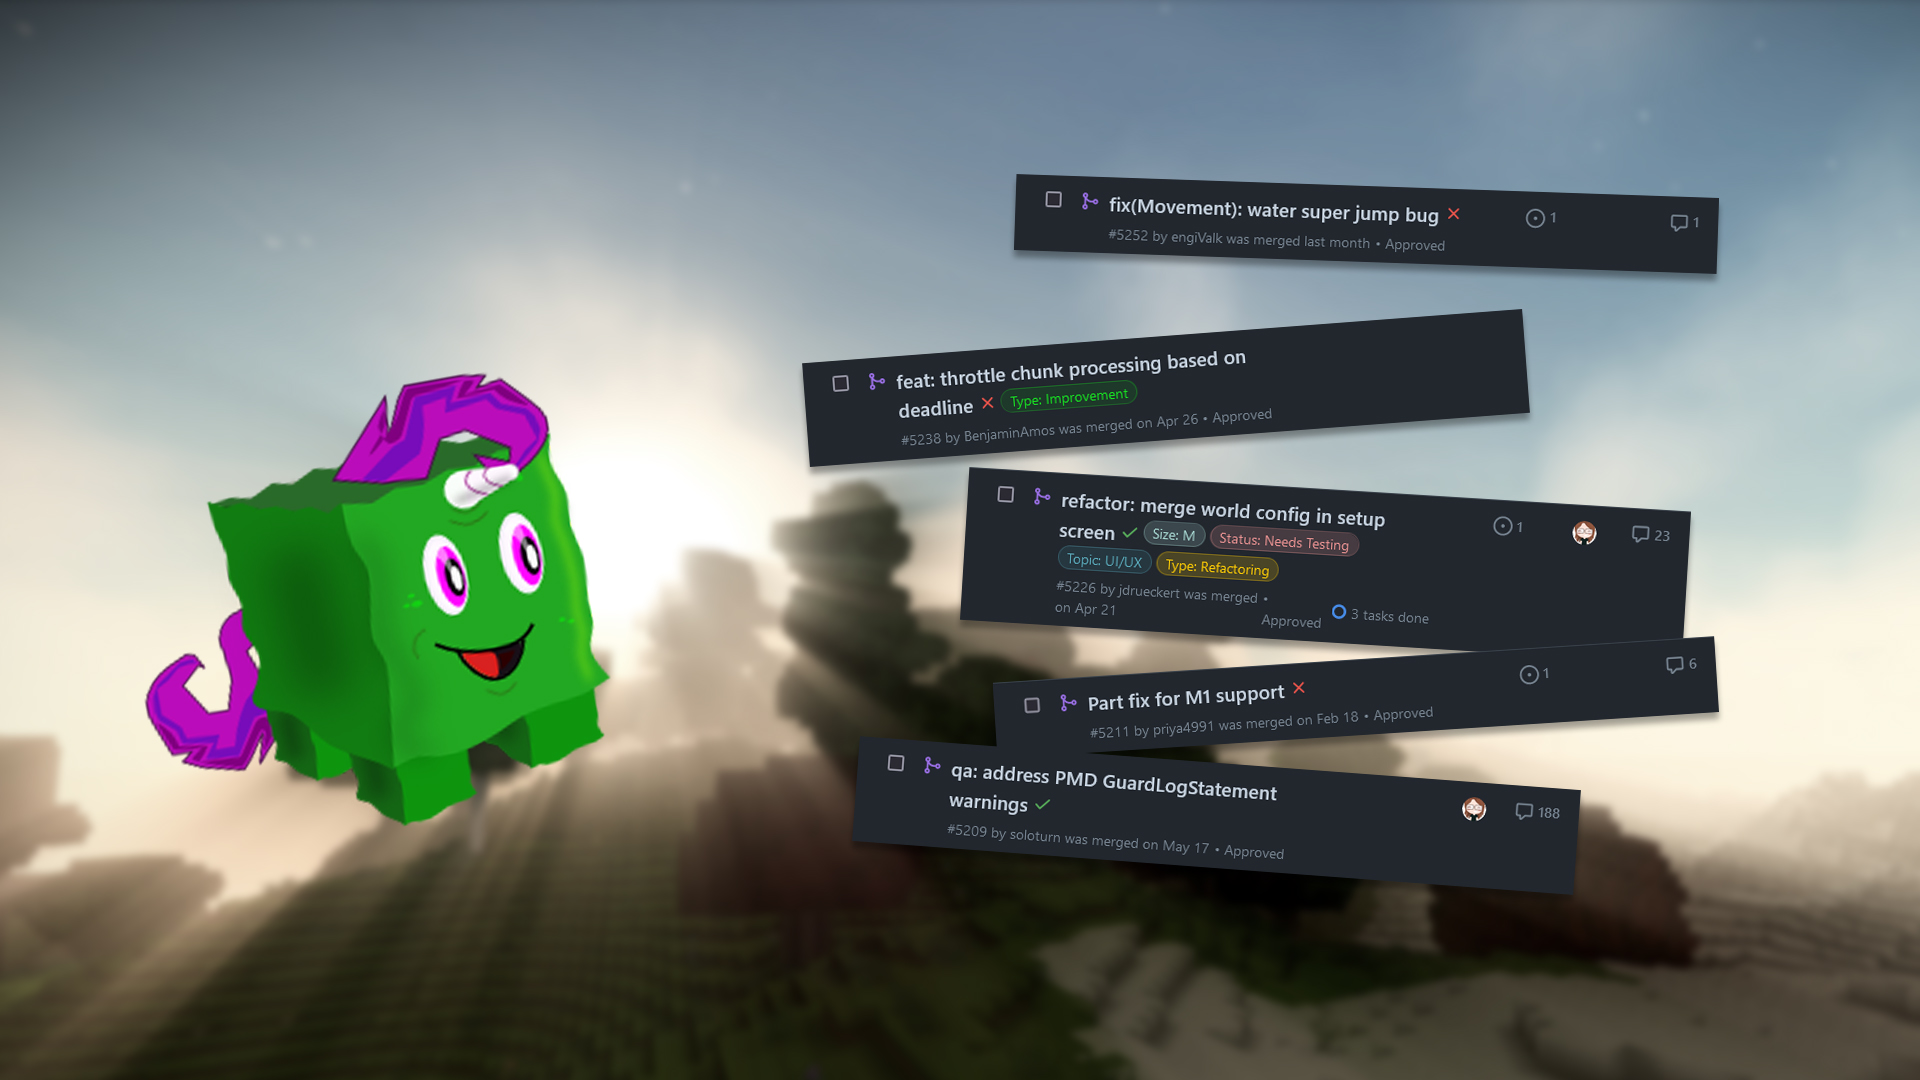 fix(Movement): water super jump bug
1
1
#5252 by engiValk was merged last month • Approved
feat: throttle chunk processing based on
deadline Type: Improvement
#5238 by BenjaminAmos was merged on Apr 26 • Approved
refactor: merge world config in setup
1
23
screen Size: M Status: Needs Testing
Topic: UI/UX Type: Refactoring
#5226 by jdrueckert was merged •
on Apr 21
Approved
3 tasks done
Part fix for M1 support
1
6
#5211 by priya4991 was merged on Feb 18 • Approved
qa: address PMD GuardLogStatement
warnings
188
#5209 by soloturn was merged on May 17 • Approved